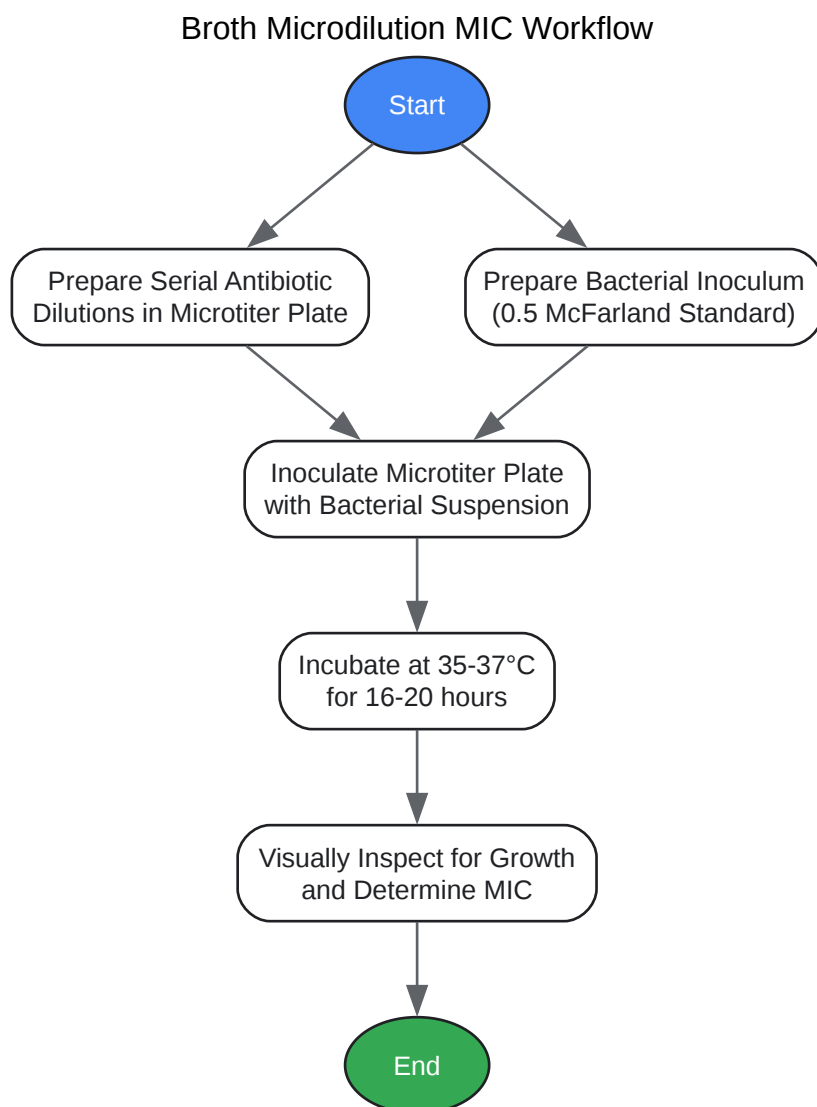 Broth Microdilution MIC Workflow
Start
Prepare Serial Antibiotic
Dilutions in Microtiter Plate
Prepare Bacterial Inoculum
(0.5 McFarland Standard)
Inoculate Microtiter Plate
with Bacterial Suspension
Incubate at 35-37°C
for 16-20 hours
Visually Inspect for Growth
and Determine MIC
End